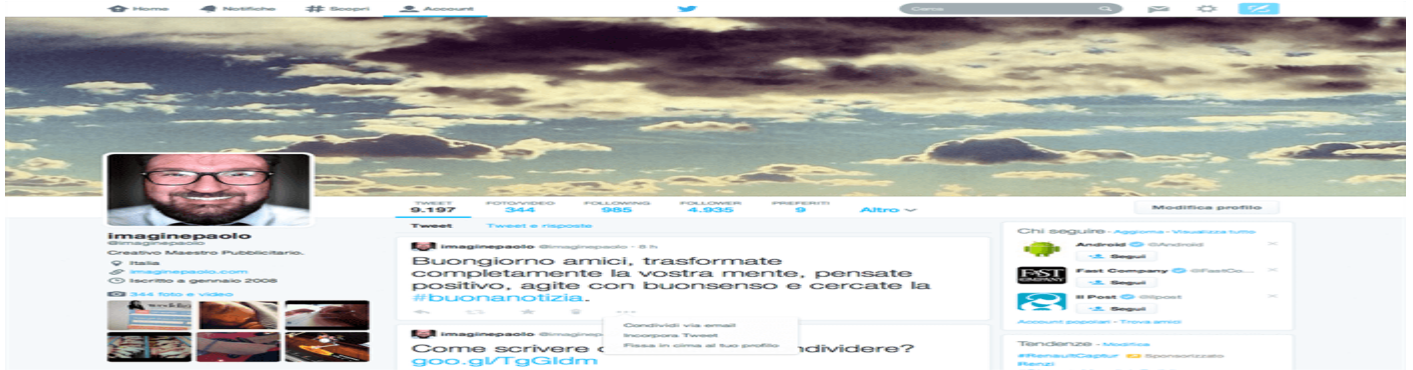 Home Notifiche Scopri Account Cerca
TWEET FOTO/VIDEO FOLLOWING FOLLOWER PREFERITI
9.197 344 985 4.935 9 Altro Modifica profilo
imaginepaolo
@imaginepaolo
Creativo Maestro Pubblicitario.
Italia
imaginepaolo.com
Iscritto a gennaio 2008
344 foto e video
Tweet Tweet e risposte
imaginepaolo @imaginepaolo · 8 h
Buongiorno amici, trasformate
completamente la vostra mente, pensate
positivo, agite con buonsenso e cercate la
#buonanotizia.
Condividi via email
Incorpora Tweet
Fissa in cima al tuo profilo
imaginepaolo @imaginep
Come scrivere ndividere?
goo.gl/TgGldm
Chi seguire · Aggiorna · Visualizza tutto
Android @Android
Segui
FAST COMPANY
Fast Company @FastCo...
Segui
Il Post @ilpost
Segui
Account popolari · Trova amici
Tendenze · Modifica
#RenaultCaptur Sponsorizzato
Renzi